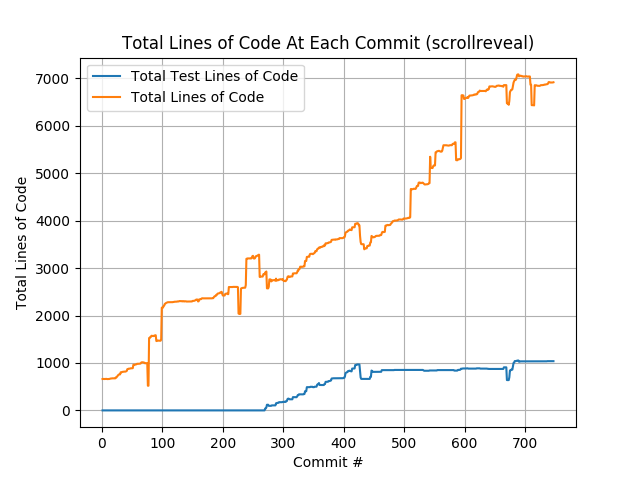 Total Lines of Code At Each Commit (scrollreveal)
Total Test Lines of Code
Total Lines of Code
Total Lines of Code
7000
6000
5000
4000
3000
2000
1000
0
0 100 200 300 400 500 600 700
Commit #